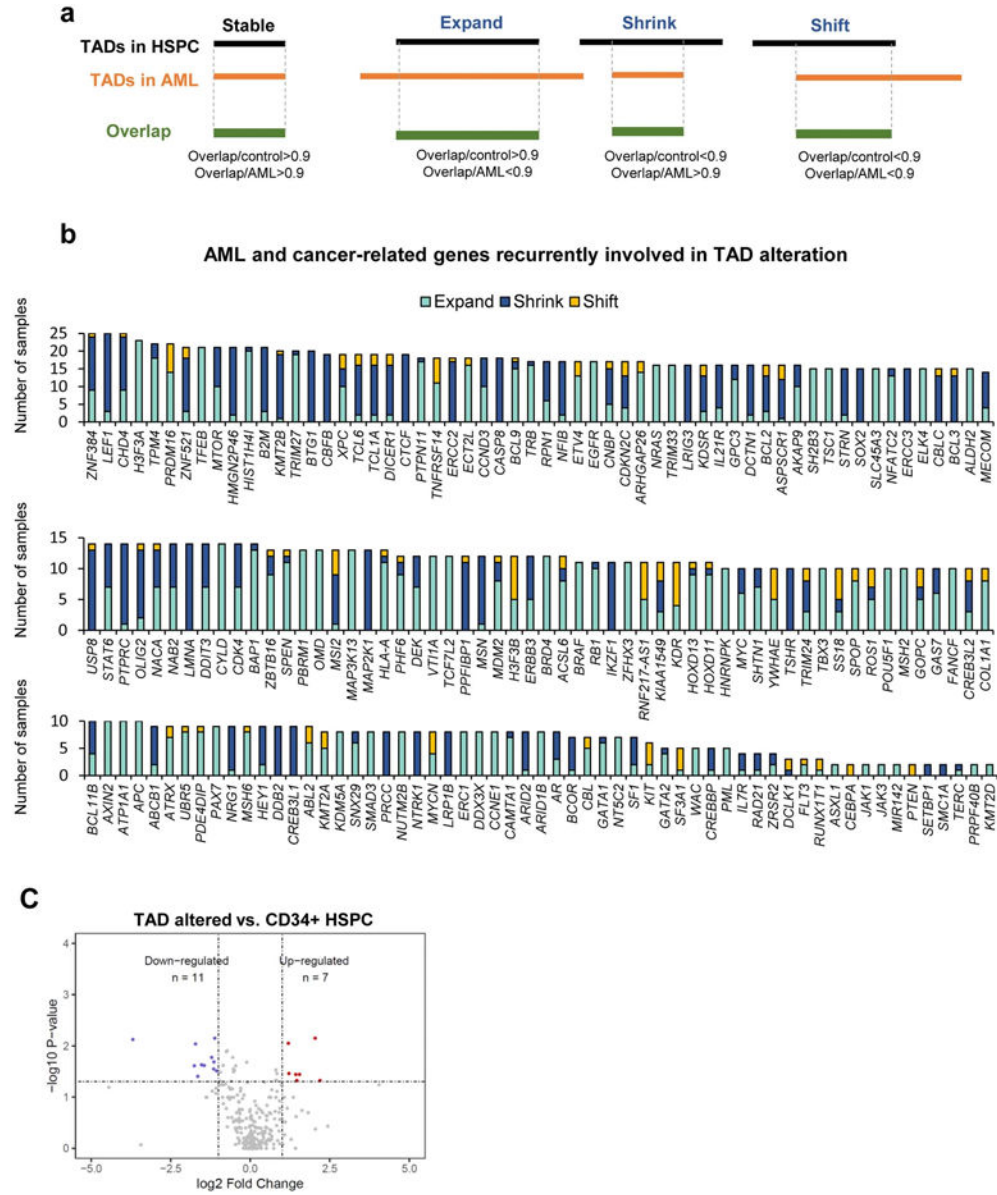 a
Stable
Expand
Shrink
Shift
TADs in HSPC
TADs in AML
Overlap
Overlap/control>0.9
Overlap/AML>0.9
Overlap/control>0.9
Overlap/AML<0.9
Overlap/control<0.9
Overlap/AML>0.9
Overlap/control<0.9
Overlap/AML<0.9
b
AML and cancer-related genes recurrently involved in TAD alteration
Expand Shrink Shift
Number of samples
25
20
15
10
5
0
ZNF384 LEF1 CHD4 H3F3A TPM4 PRDM16 ZNF521 TFEB MTOR HMGN2P46 HIST1H4I B2M KMT2B TRIM27 BTG1 CBFB XPC TCL6 TCL1A DICER1 CTCF PTPN11 TNFRSF14 ERCC2 ECT2L CCND3 CASP8 BCL9 TRB RPN1 NFIB ETV4 EGFR CNBP CDKN2C ARHGAP26 NRAS TRIM33 LRIG3 KDSR IL21R GPC3 DCTN1 BCL2 ASPSCR1 AKAP9 SH2B3 TSC1 STRN SOX2 SLC45A3 NFATC2 ERCC3 ELK4 CBLC BCL3 ALDH2 MECOM
Number of samples
15
10
5
0
USP8 STAT6 PTPRC OLIG2 NACA NAB2 LMNA DDIT3 CYLD CDK4 BAP1 ZBTB16 SPEN PBRM1 OMD MSI2 MAP3K13 MAP2K1 HLA-A PHF6 DEK VTI1A TCF7L2 PPFIBP1 MSN MDM2 H3F3B ERBB3 BRD4 ACSL6 BRAF RB1 IKZF1 ZFHX3 RNF217-AS1 KIAA1549 KDR HOXD13 HOXD11 HNRNPK MYC SHTN1 YWHAE TSHR TRIM24 TBX3 SS18 SPOP ROS1 POU5F1 MSH2 GOPC GAS7 FANCF CREB3L2 COL1A1
Number of samples
10
5
0
BCL11B AXIN2 ATP1A1 APC ABCB1 ATRX UBR5 PDE4DIP PAX7 NRG1 MSH6 HEY1 DDB2 CREB3L1 ABL2 KMT2A KDM5A SNX29 SMAD3 PRCC NUTM2B NTRK1 MYCN LRP1B ERC1 DDX3X CCNE1 CAMTA1 ARID2 ARID1B AR BCOR CBL GATA1 NT5C2 SF1 KIT GATA2 SF3A1 WAC CREBBP PML IL7R RAD21 ZRSR2 DCLK1 FLT3 RUNX1T1 ASXL1 CEBPA JAK1 JAK3 MIR142 PTEN SETBP1 SMC1A TERC PRPF40B KMT2D
C
TAD altered vs. CD34+ HSPC
Down−regulated
n = 11
Up−regulated
n = 7
−log10 P−value
4
3
2
1
0
−5.0 −2.5 0.0 2.5 5.0
log2 Fold Change